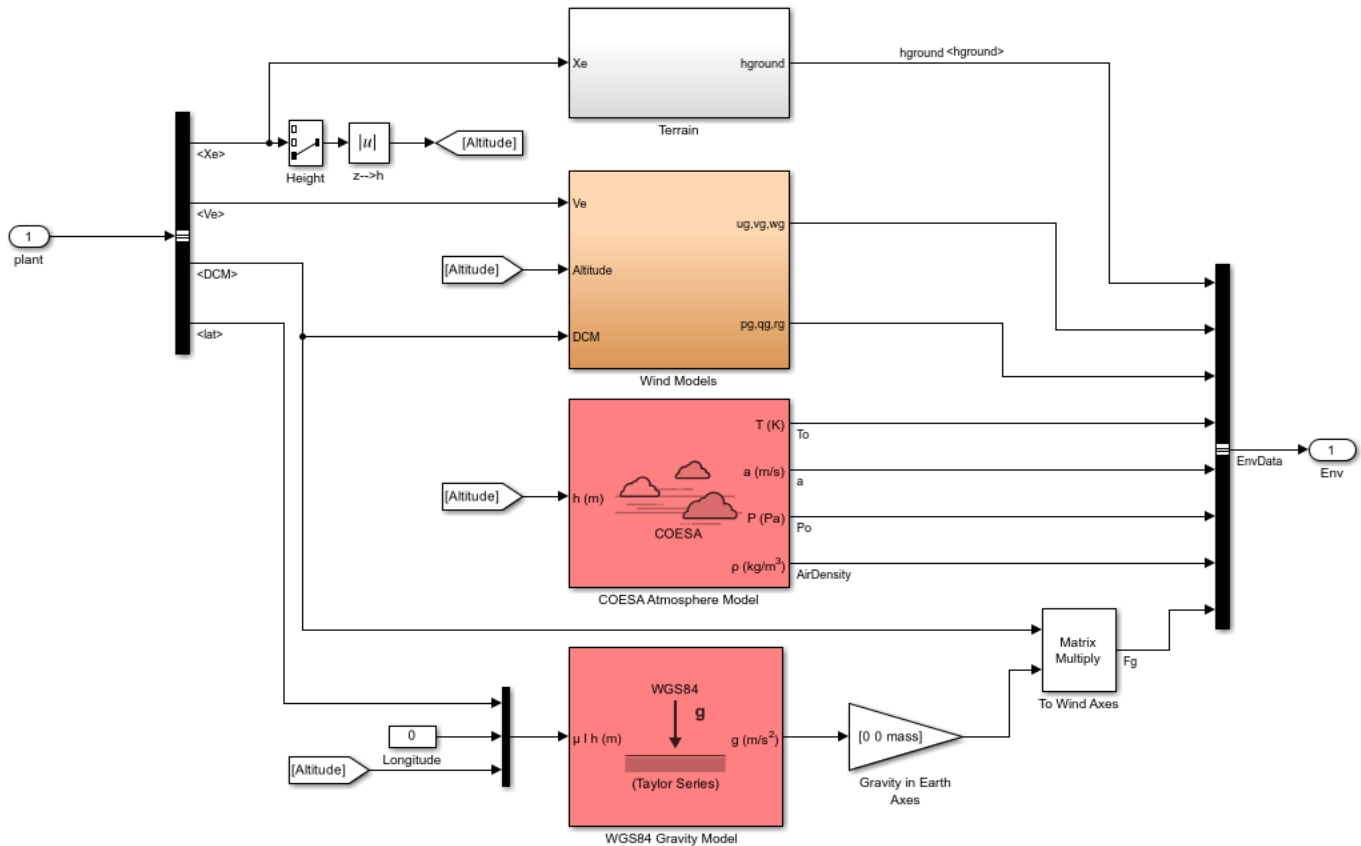 Xe
hground
hground <hground>
Terrain
<Xe>
Height
|u|
z-->h
[Altitude]
<Ve>
1
plant
<DCM>
<lat>
Ve
[Altitude]
Altitude
DCM
ug,vg,wg
pg,qg,rg
Wind Models
[Altitude]
h (m)
COESA
T (K)
To
a (m/s)
a
P (Pa)
Po
ρ (kg/m³)
AirDensity
COESA Atmosphere Model
EnvData
1
Env
Matrix
Multiply
Fg
To Wind Axes
0
Longitude
[Altitude]
μ l h (m)
WGS84
g
(Taylor Series)
g (m/s²)
WGS84 Gravity Model
[0 0 mass]
Gravity in Earth
Axes